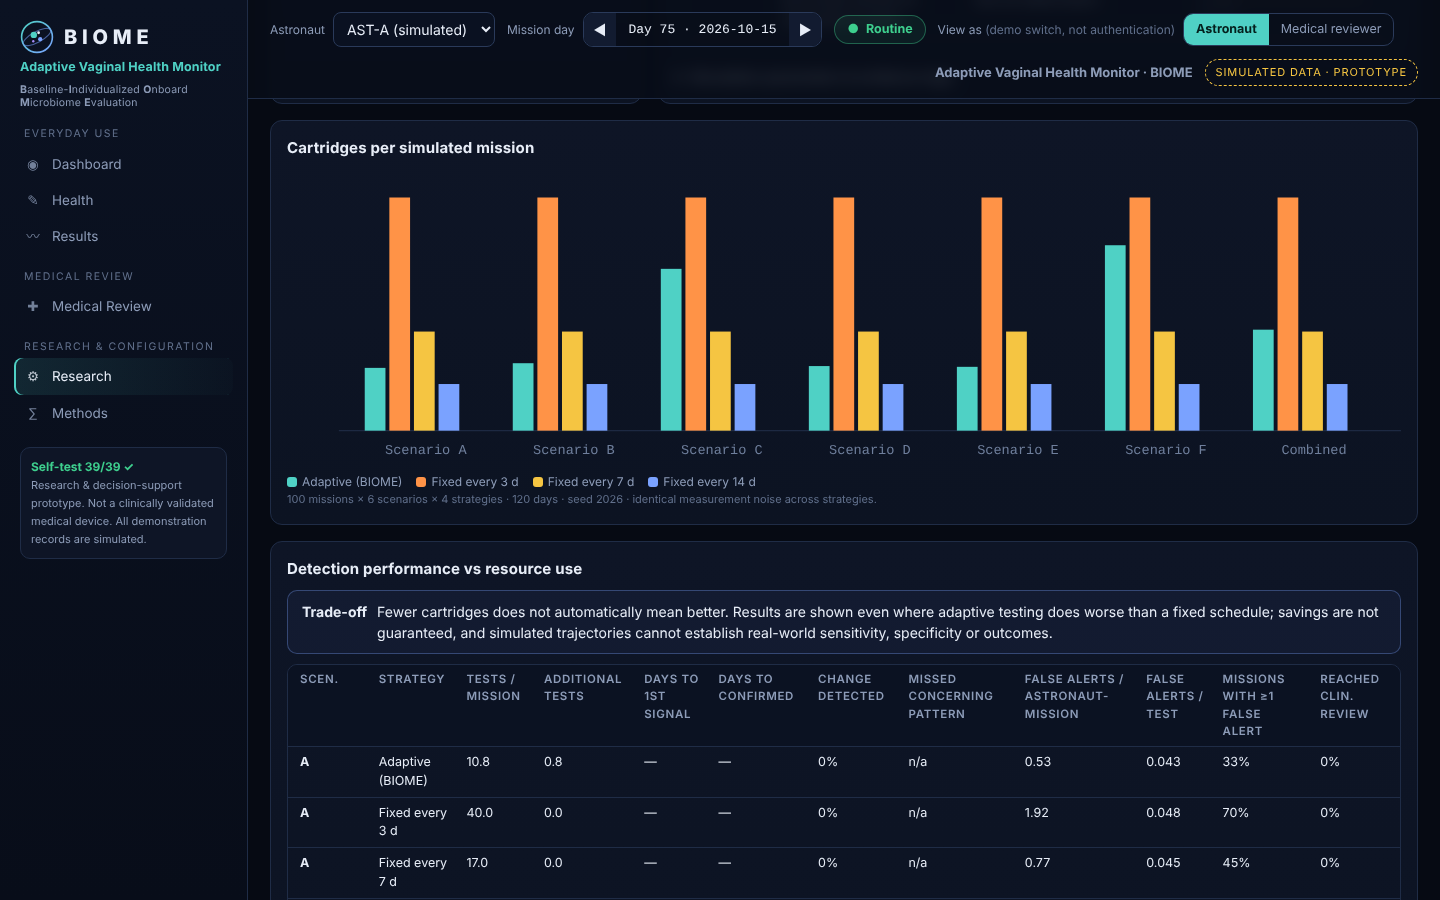 BIOME
Adaptive Vaginal Health Monitor
Baseline-Individualized Onboard
Microbiome Evaluation
EVERYDAY USE
Dashboard
Health
Results
MEDICAL REVIEW
Medical Review
RESEARCH & CONFIGURATION
Research
Methods
Self-test 39/39 ✓
Research & decision-support
prototype. Not a clinically validated
medical device. All demonstration
records are simulated.
Astronaut AST-A (simulated) Mission day ◀ Day 75 · 2026-10-15 ▶ Routine View as (demo switch, not authentication) Astronaut Medical reviewer
Adaptive Vaginal Health Monitor · BIOME SIMULATED DATA · PROTOTYPE
Cartridges per simulated mission
Scenario A Scenario B Scenario C Scenario D Scenario E Scenario F Combined
Adaptive (BIOME) Fixed every 3 d Fixed every 7 d Fixed every 14 d
100 missions × 6 scenarios × 4 strategies · 120 days · seed 2026 · identical measurement noise across strategies.
Detection performance vs resource use
Trade-off Fewer cartridges does not automatically mean better. Results are shown even where adaptive testing does worse than a fixed schedule; savings are not
guaranteed, and simulated trajectories cannot establish real-world sensitivity, specificity or outcomes.
SCEN. STRATEGY TESTS / MISSION ADDITIONAL TESTS DAYS TO 1ST SIGNAL DAYS TO CONFIRMED CHANGE DETECTED MISSED CONCERNING PATTERN FALSE ALERTS / ASTRONAUT-MISSION FALSE ALERTS / TEST MISSIONS WITH ≥1 FALSE ALERT REACHED CLIN. REVIEW
A Adaptive (BIOME) 10.8 0.8 — — 0% n/a 0.53 0.043 33% 0%
A Fixed every 3 d 40.0 0.0 — — 0% n/a 1.92 0.048 70% 0%
A Fixed every 7 d 17.0 0.0 — — 0% n/a 0.77 0.045 45% 0%